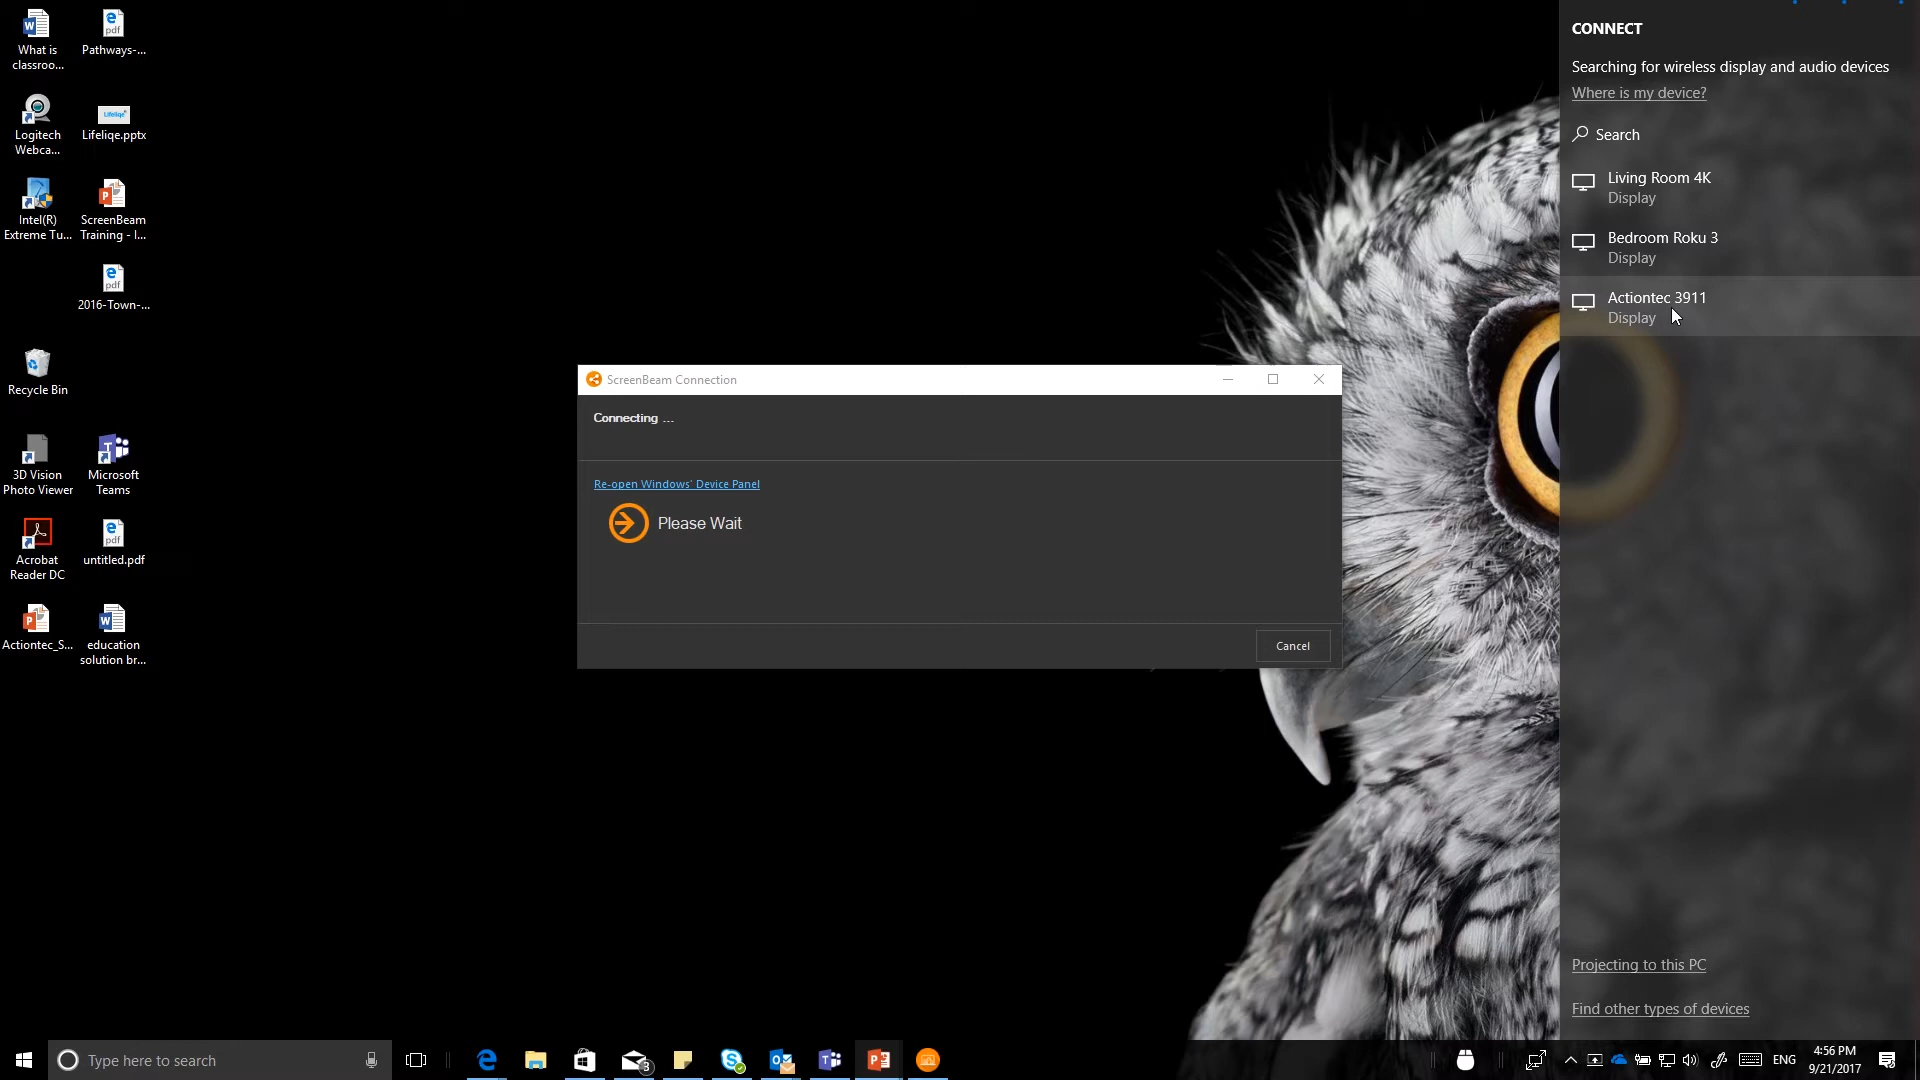 What is
classroo...
Pathways-...
Logitech
Webca...
Lifeliqe
Lifeliqe.pptx
Intel(R)
Extreme Tu...
ScreenBeam
Training - I...
2016-Town-...
Recycle Bin
3D Vision
Photo Viewer
Microsoft
Teams
Acrobat
Reader DC
untitled.pdf
Actiontec_S...
education
solution br...
ScreenBeam Connection
Connecting ...
Re-open Windows' Device Panel
Please Wait
Cancel
CONNECT
Searching for wireless display and audio devices
Where is my device?
Search
Living Room 4K
Display
Bedroom Roku 3
Display
Actiontec 3911
Display
Projecting to this PC
Find other types of devices
Type here to search
3
ENG
4:56 PM
9/21/2017